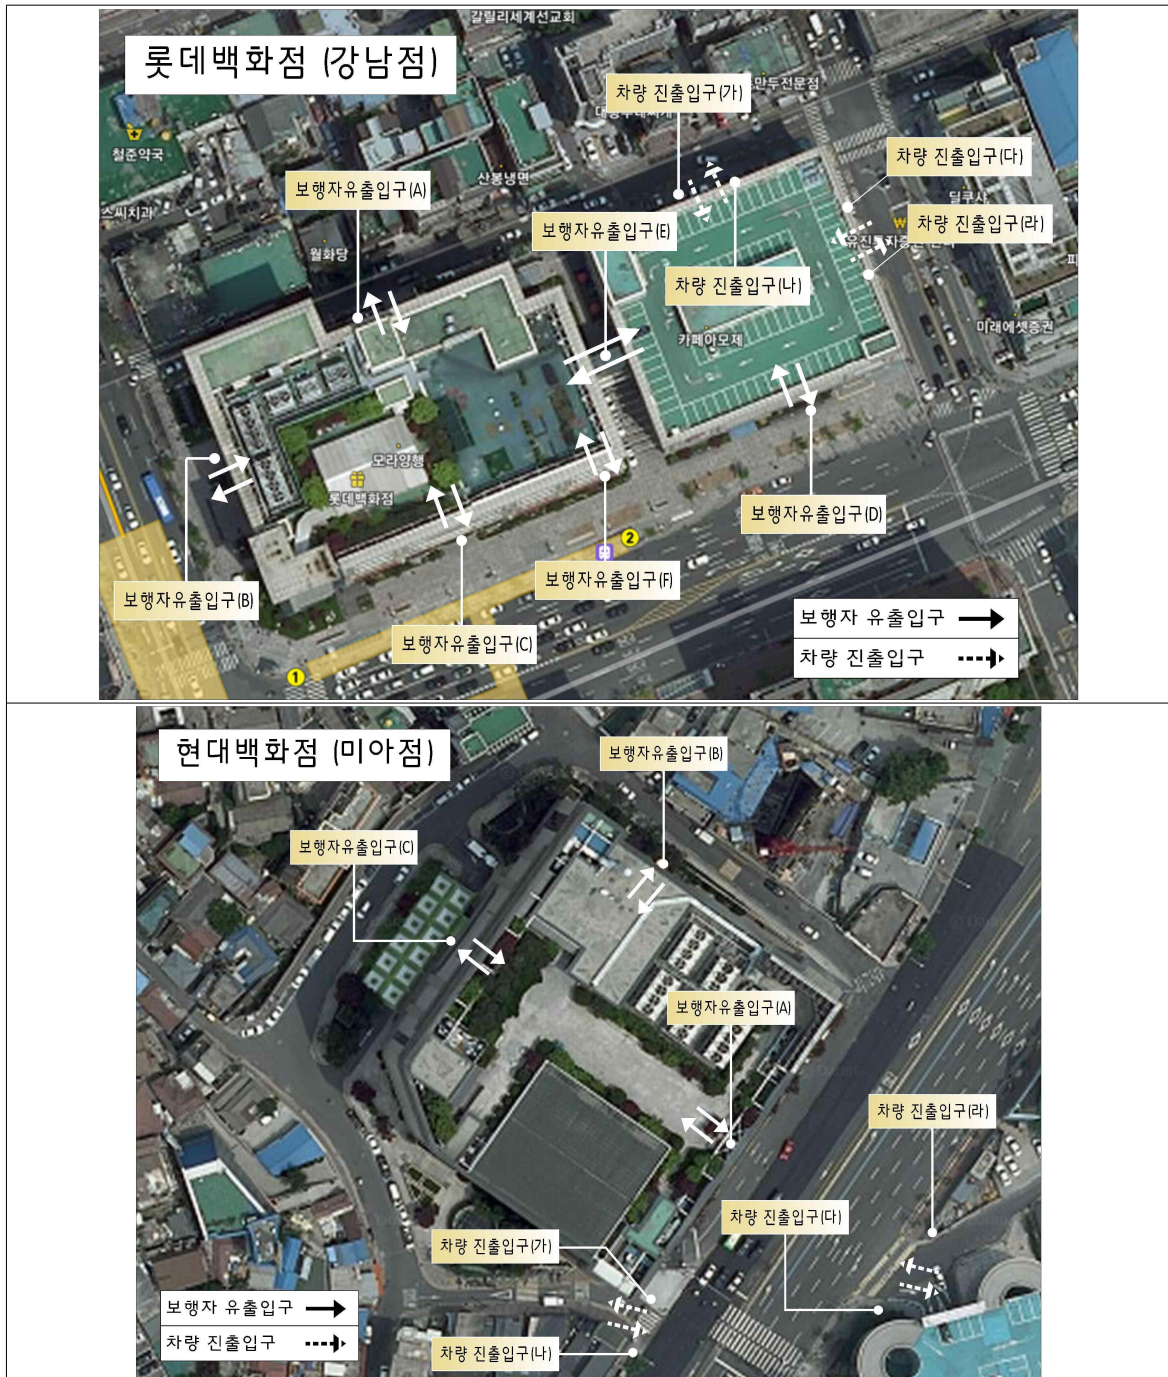 갈릴리세계선교회
롯데백화점 (강남점)
차량 진출입구(가)
만두전문점
철준약국
차량 진출입구(다)
산봉냉면
보행자유출입구(A)
딜쿠샤
스씨치과
보행자유출입구(E)
차량 진출입구(라)
월화당
차량 진출입구(나)
미래에셋증권
카페아모제
모라양행
롯데백화점
보행자유출입구(D)
2
보행자유출입구(F)
보행자유출입구(B)
보행자유출입구(C)
보행자 유출입구
차량 진출입구
1
현대백화점 (미아점)
보행자유출입구(B)
보행자유출입구(C)
보행자유출입구(A)
차량 진출입구(라)
차량 진출입구(다)
차량 진출입구(가)
보행자 유출입구
차량 진출입구
차량 진출입구(나)